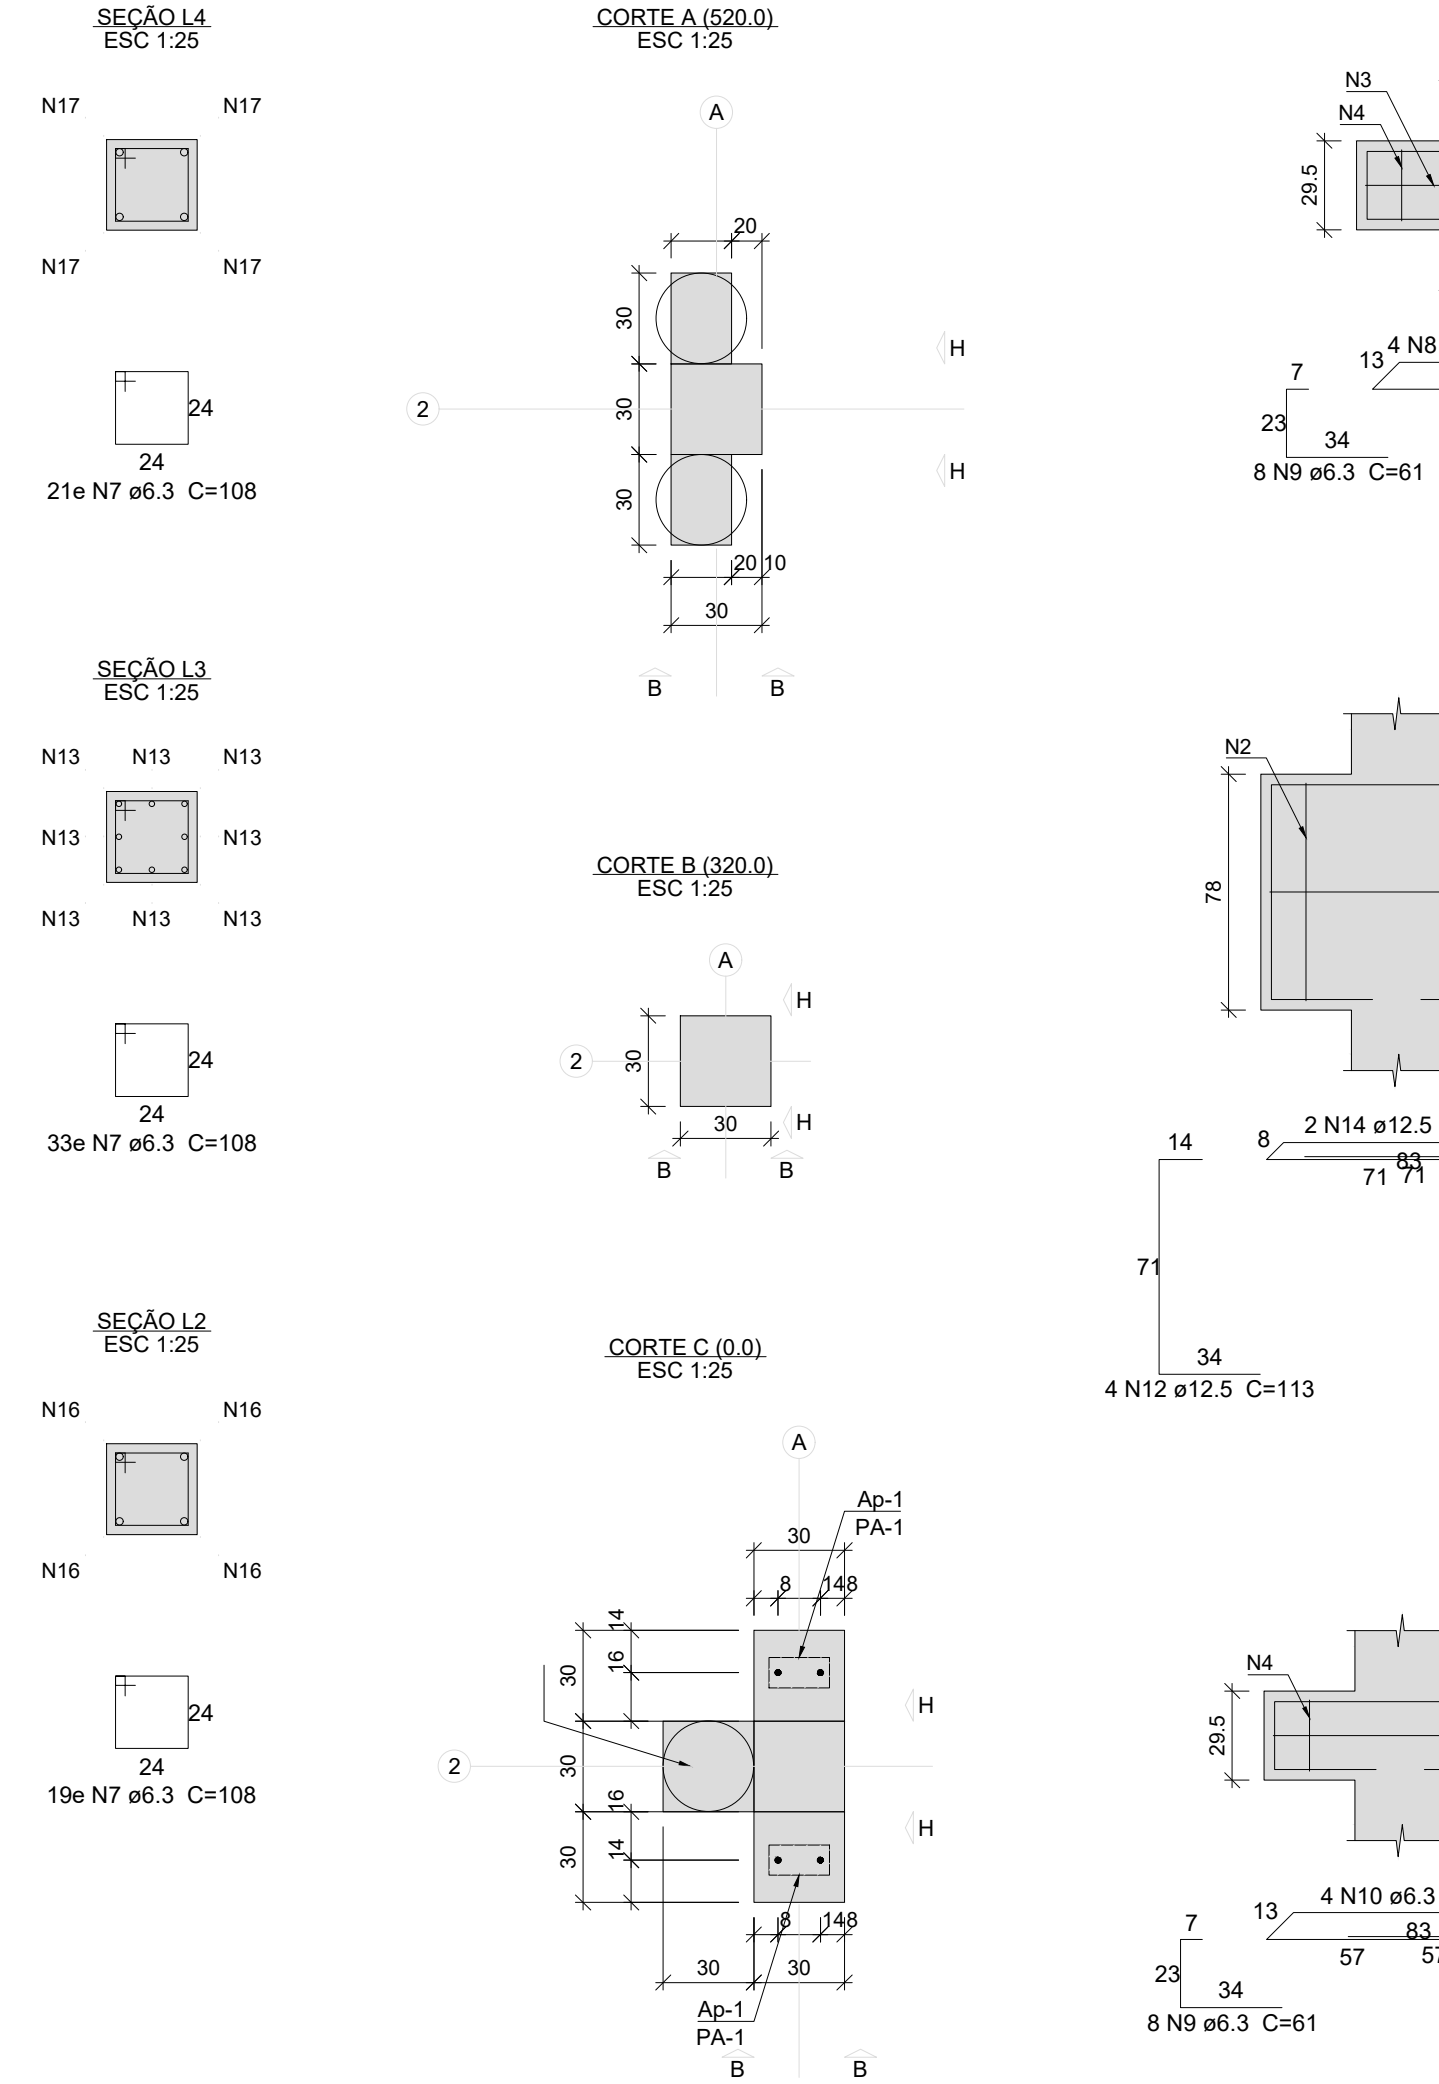 SEÇÃO L4
ESC 1:25
N17 N17
N17 N17
24
24
21e N7 ø6.3 C=108
SEÇÃO L3
ESC 1:25
N13 N13 N13
N13 N13
N13 N13 N13
24
24
33e N7 ø6.3 C=108
SEÇÃO L2
ESC 1:25
N16 N16
N16 N16
24
24
19e N7 ø6.3 C=108
CORTE A (520.0)
ESC 1:25
A
20
30
H
2
30
H
30
20 10
30
B B
CORTE B (320.0)
ESC 1:25
A
H
2
30
30
H
B B
CORTE C (0.0)
ESC 1:25
A
Ap-1
PA-1
30
8 14 8
14
16
30
H
2
30
16
H
14
30
8 14 8
30 30
Ap-1
PA-1
B B
N3
N4
29.5
4 N8
13
7
23
34
8 N9 ø6.3 C=61
N2
78
2 N14 ø12.5
14
8
83
71 71
71
34
4 N12 ø12.5 C=113
N4
29.5
4 N10 ø6.3
13
7
83
57 57
23
34
8 N9 ø6.3 C=61